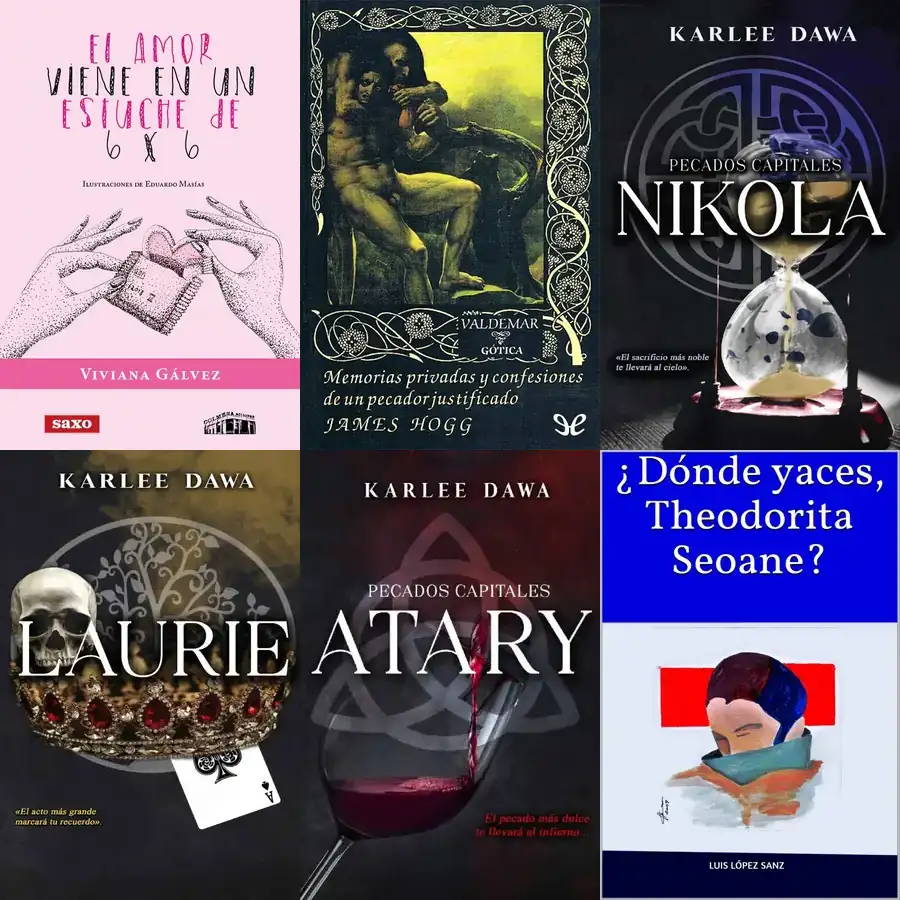 EL AMOR
VIENE EN UN
ESTUCHE DE
6 X 6
ILUSTRACIONES DE EDUARDO MASÍAS
VIVIANA GÁLVEZ
saxo
COLMENA
VALDEMAR
GÓTICA
Memorias privadas y confesiones
de un pecador justificado
JAMES HOGG
KARLEE DAWA
PECADOS CAPITALES
NIKOLA
«El sacrificio más noble
te llevará al cielo».
KARLEE DAWA
LAURIE
A
«El acto más grande
marcará tu recuerdo».
KARLEE DAWA
PECADOS CAPITALES
ATARY
El pecado más dulce
te llevará al infierno...
¿Dónde yaces,
Theodorita
Seoane?
LUIS LÓPEZ SANZ